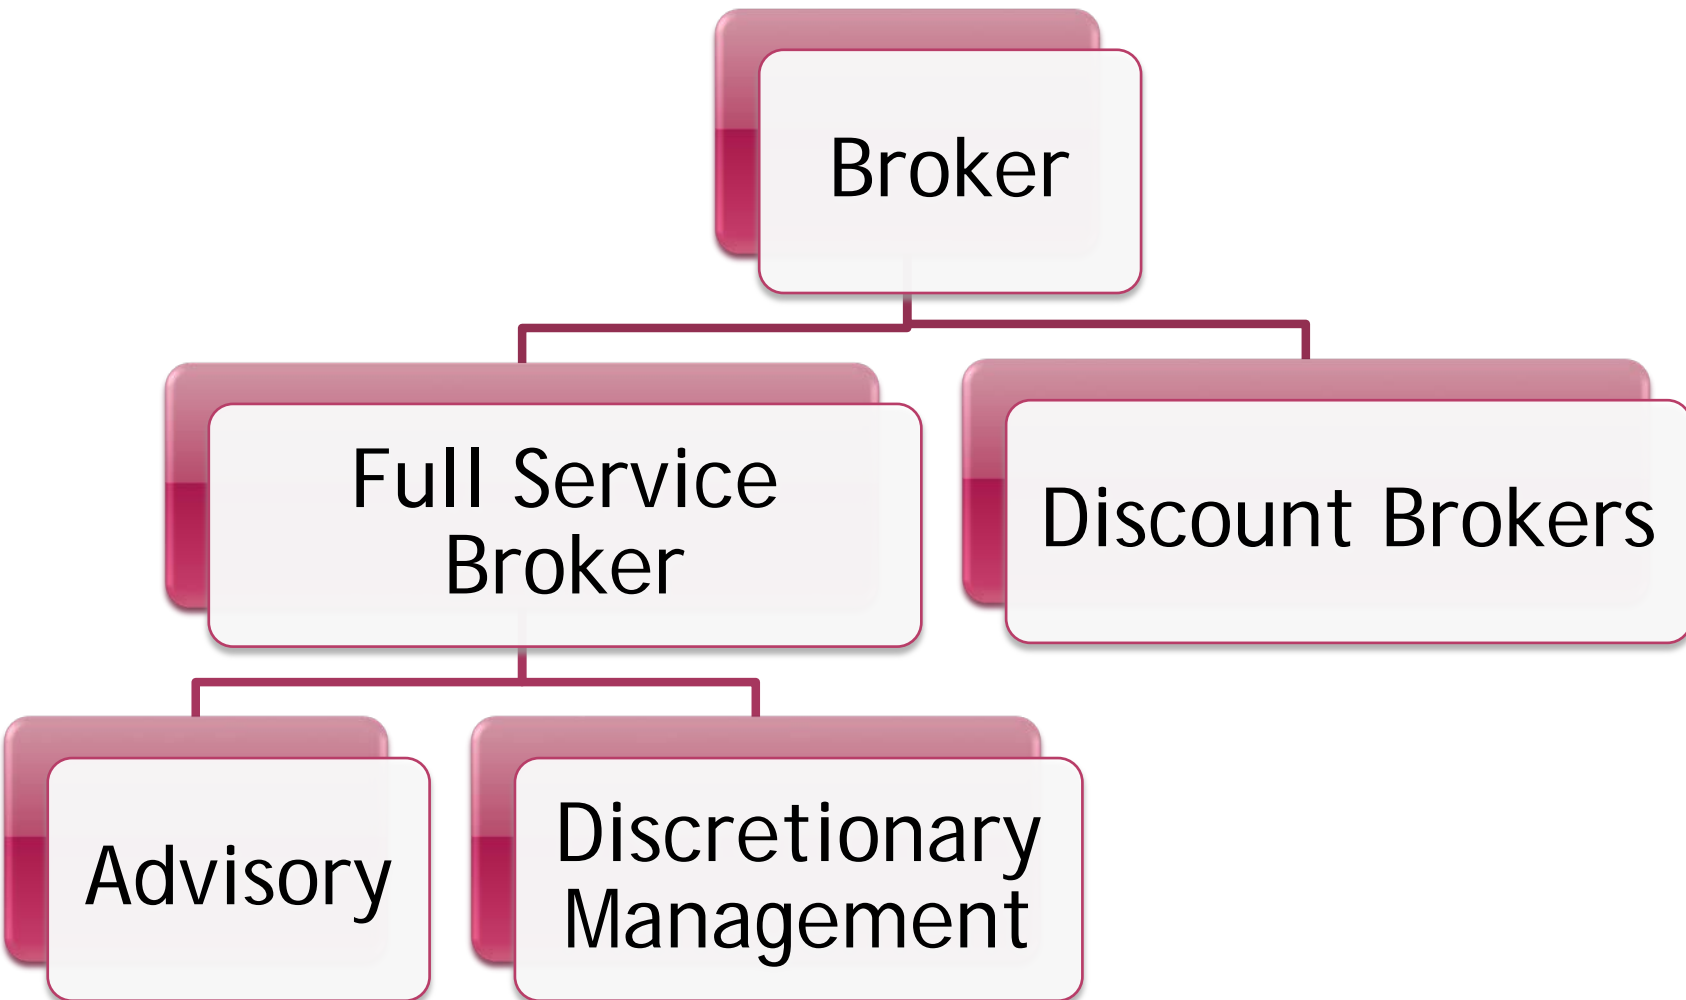 Broker
Full Service
Broker
Discount Brokers
Advisory
Discretionary
Management